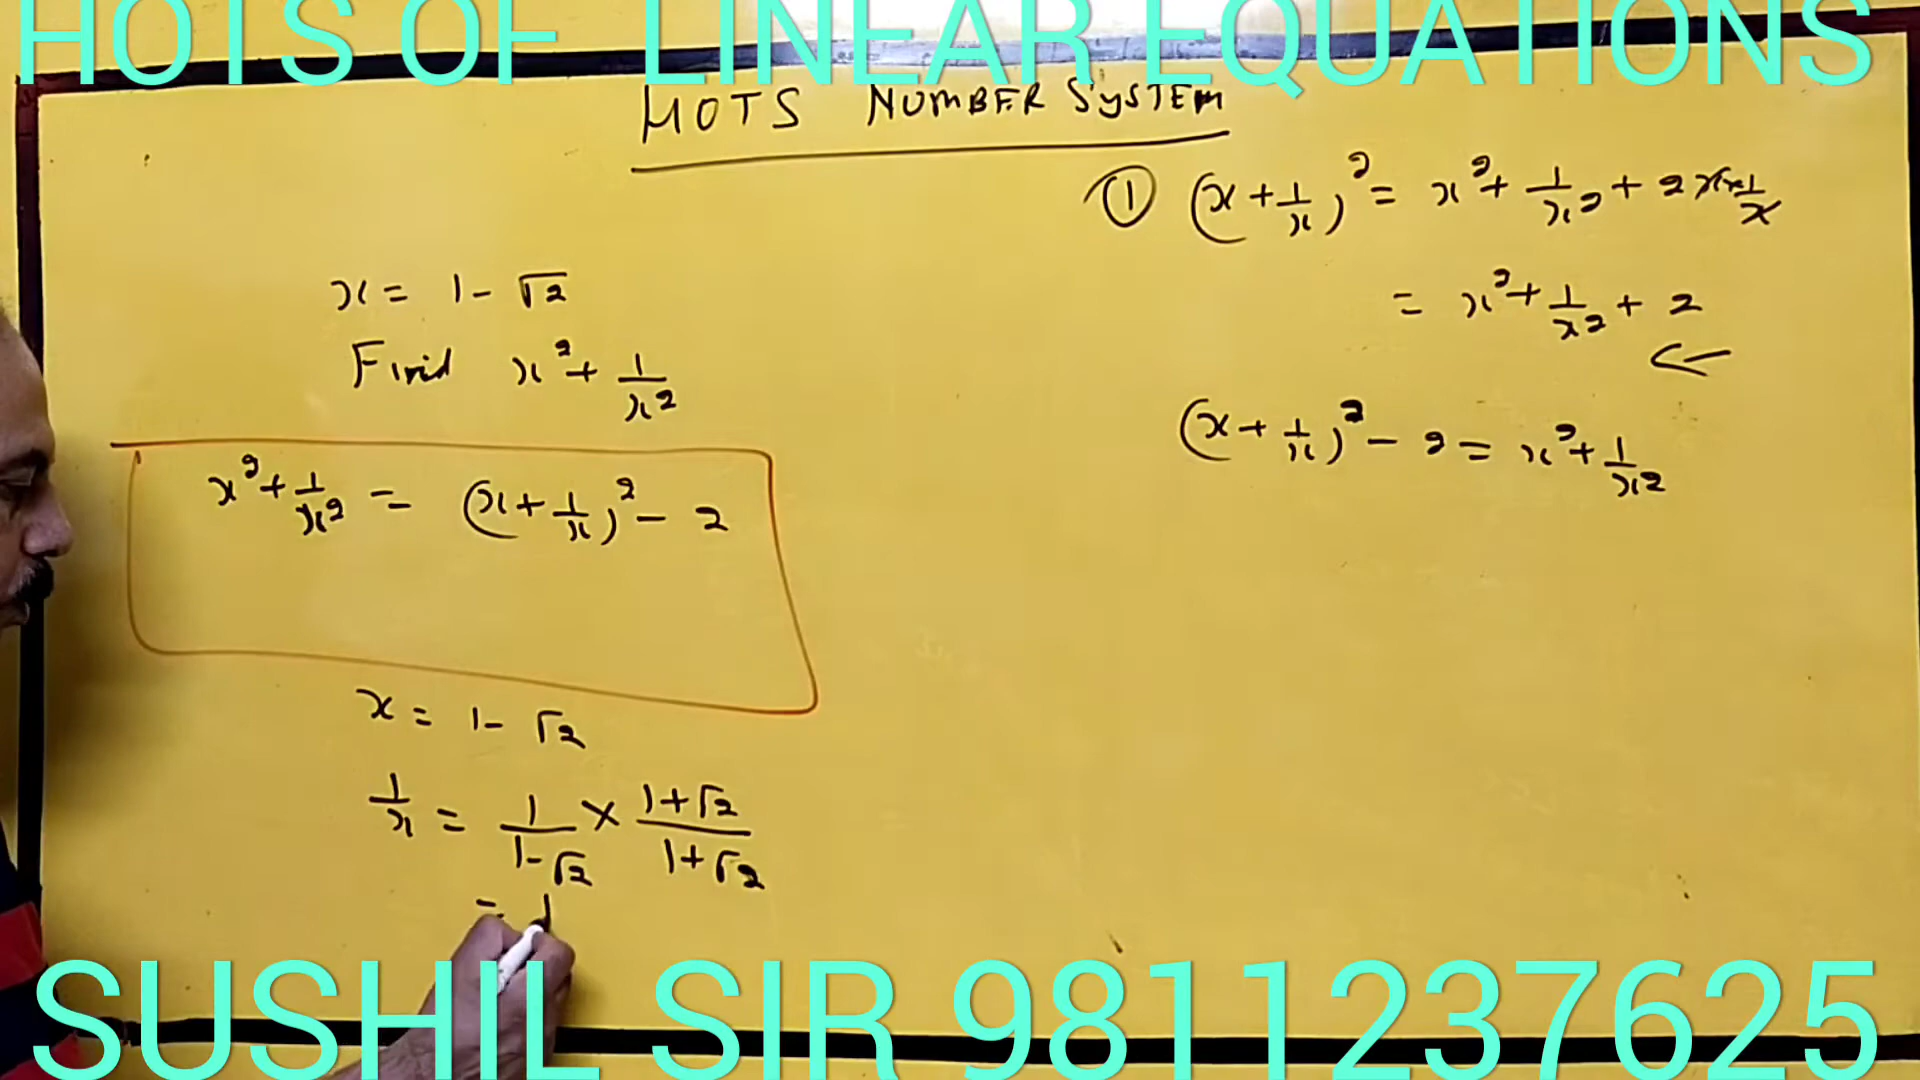 HOTS OF LINEAR EQUATIONS
HOTS NUMBER SYSTEM
x = 1 - √2
Find x² + 1/x²
x² + 1/x² = (x + 1/x)² - 2
x = 1 - √2
1/x = 1/(1-√2) × (1+√2)/(1+√2)
= 1
① (x + 1/x)² = x² + 1/x² + 2 x × 1/x
= x² + 1/x² + 2
(x + 1/x)² - 2 = x² + 1/x²
SUSHIL SIR 9811237625